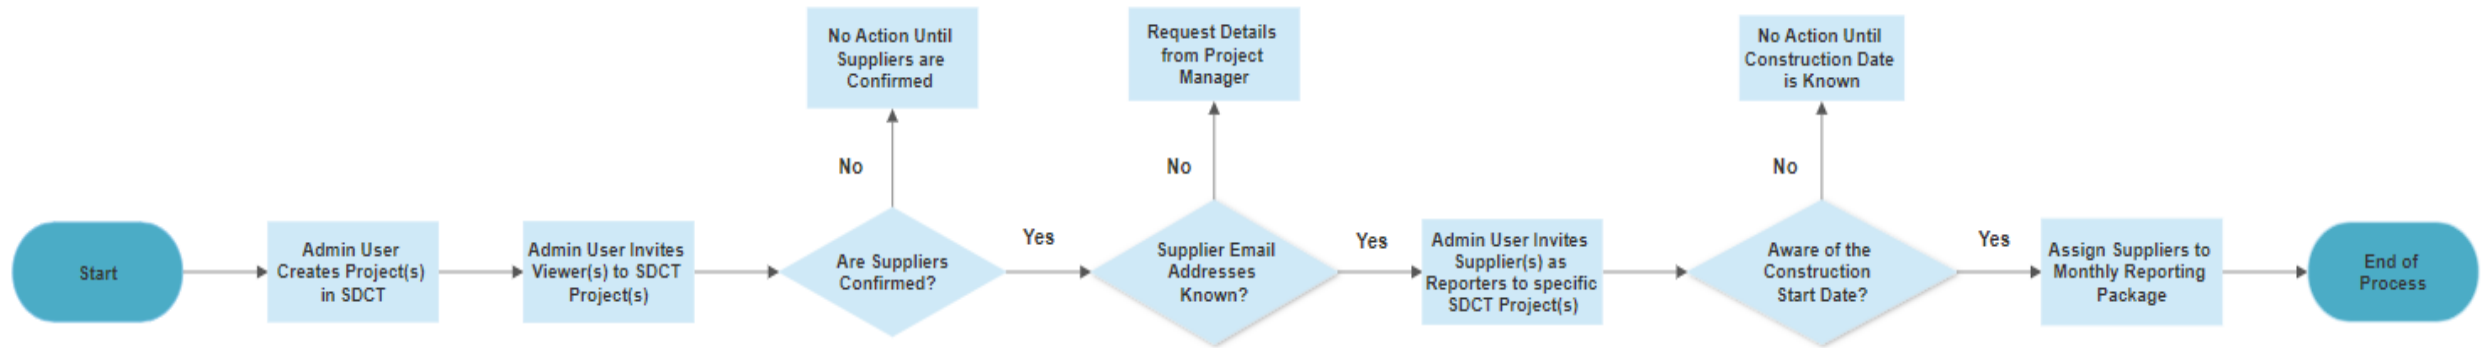 Start
Admin User
Creates Project(s)
in SDCT
Admin User Invites
Viewer(s) to SDCT
Project(s)
Are Suppliers
Confirmed?
No
No Action Until
Suppliers are
Confirmed
Yes
Supplier Email
Addresses
Known?
No
Request Details
from Project
Manager
Yes
Admin User Invites
Supplier(s) as
Reporters to specific
SDCT Project(s)
Aware of the
Construction
Start Date?
No
No Action Until
Construction Date
is Known
Yes
Assign Suppliers to
Monthly Reporting
Package
End of
Process